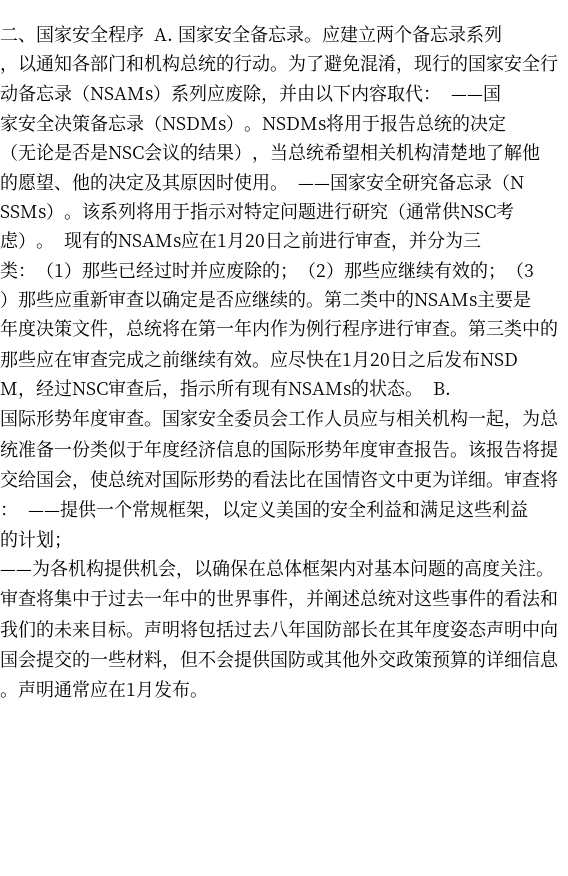 二、国家安全程序  A. 国家安全备忘录。应建立两个备忘录系列
，以通知各部门和机构总统的行动。为了避免混淆，现行的国家安全行
动备忘录（NSAMs）系列应废除，并由以下内容取代：  ——国
家安全决策备忘录（NSDMs）。NSDMs将用于报告总统的决定
（无论是否是NSC会议的结果），当总统希望相关机构清楚地了解他
的愿望、他的决定及其原因时使用。  ——国家安全研究备忘录（N
SSMs）。该系列将用于指示对特定问题进行研究（通常供NSC考
虑）。  现有的NSAMs应在1月20日之前进行审查，并分为三
类：（1）那些已经过时并应废除的；（2）那些应继续有效的；（3
）那些应重新审查以确定是否应继续的。第二类中的NSAMs主要是
年度决策文件，总统将在第一年内作为例行程序进行审查。第三类中的
那些应在审查完成之前继续有效。应尽快在1月20日之后发布NSD
M，经过NSC审查后，指示所有现有NSAMs的状态。  B.
国际形势年度审查。国家安全委员会工作人员应与相关机构一起，为总
统准备一份类似于年度经济信息的国际形势年度审查报告。该报告将提
交给国会，使总统对国际形势的看法比在国情咨文中更为详细。审查将
：  ——提供一个常规框架，以定义美国的安全利益和满足这些利益
的计划；
——为各机构提供机会，以确保在总体框架内对基本问题的高度关注。
审查将集中于过去一年中的世界事件，并阐述总统对这些事件的看法和
我们的未来目标。声明将包括过去八年国防部长在其年度姿态声明中向
国会提交的一些材料，但不会提供国防或其他外交政策预算的详细信息
。声明通常应在1月发布。